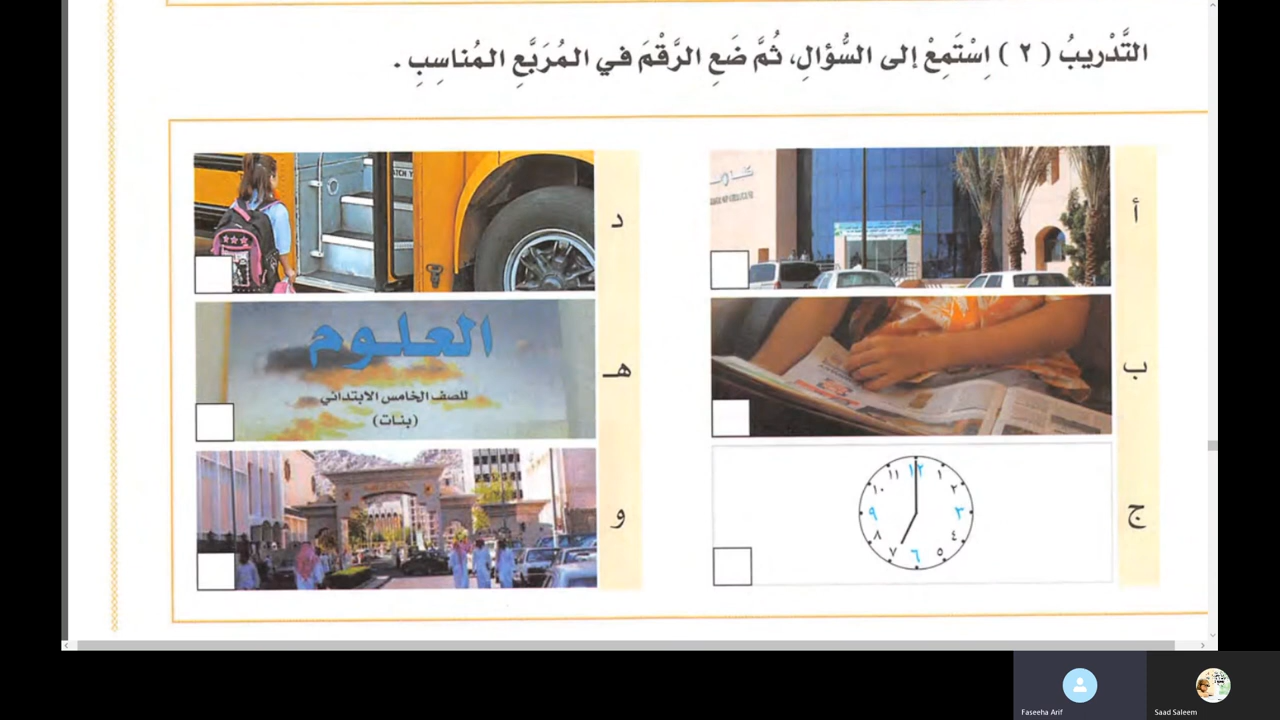 التَّدْريبُ ( ٢ ) اِسْتَمِعْ إلى السُّؤالِ، ثُمَّ ضَعِ الرَّقْمَ في المُرَبَّعِ المُناسِبِ .
أ
د
ب
هـ
العلوم
للصف الخامس الابتدائي
(بنات)
ج
١٢
١
٢
٣
٤
٥
٦
٧
٨
٩
١٠
١١
و
Faseeha Arif
Saad Saleem